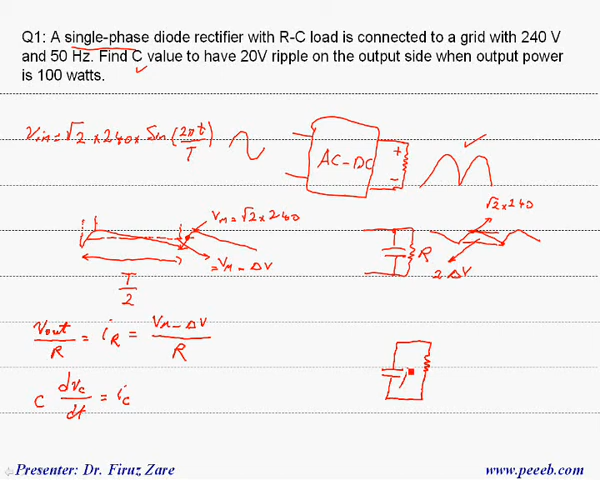 Q1: A single-phase diode rectifier with R-C load is connected to a grid with 240 V
and 50 Hz. Find C value to have 20V ripple on the output side when output power
is 100 watts.
Vin = √2 × 240 × Sin (2πt/T)
AC-DC
+
-
√2 × 240
VM = √2 × 240
R
= VM - ΔV
2 ΔV
T/2
Vout/R = iR = (VM - ΔV)/R
C dvc/dt = ic
Presenter: Dr. Firuz Zare
www.peeeb.com